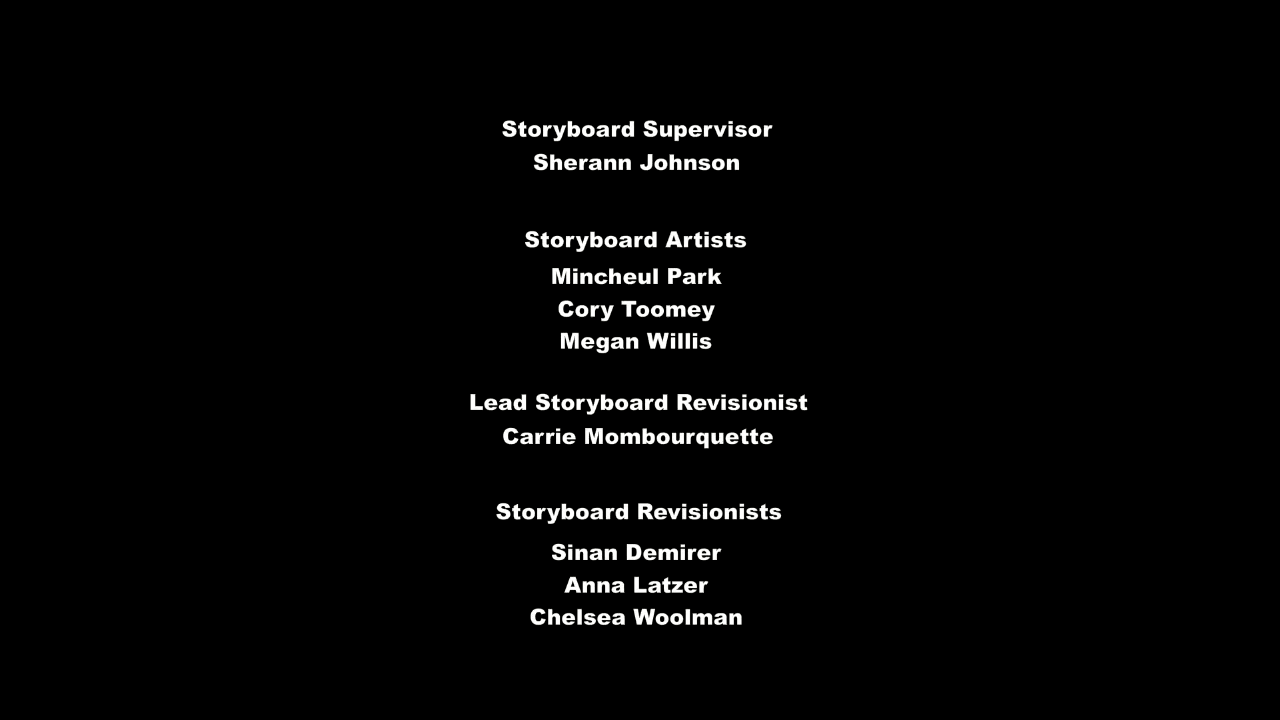 Storyboard Supervisor
Sherann Johnson
Storyboard Artists
Mincheul Park
Cory Toomey
Megan Willis
Lead Storyboard Revisionist
Carrie Mombourquette
Storyboard Revisionists
Sinan Demirer
Anna Latzer
Chelsea Woolman